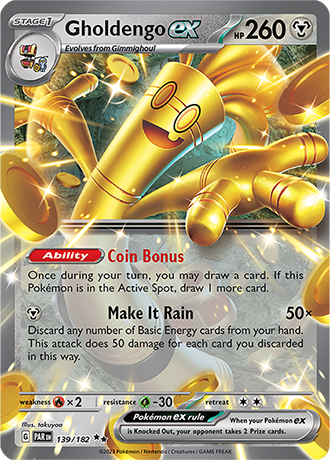 STAGE 1
Gholdengo ex HP 260
Evolves from Gimmighoul
Ability Coin Bonus
Once during your turn, you may draw a card. If this
Pokémon is in the Active Spot, draw 1 more card.
Make It Rain 50×
Discard any number of Basic Energy cards from your hand.
This attack does 50 damage for each card you discarded
in this way.
weakness ×2 resistance -30 retreat
Illus. takuyoa
Pokémon ex rule
When your Pokémon ex
is Knocked Out, your opponent takes 2 Prize cards.
G PAR EN 139/182
©2023 Pokémon / Nintendo / Creatures / GAME FREAK